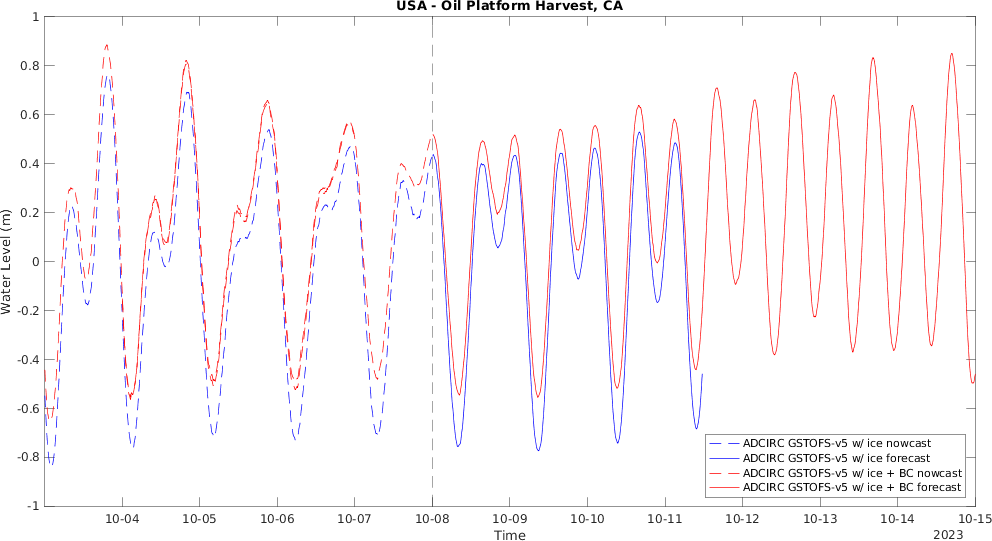 USA - Oil Platform Harvest, CA
1
0.8
0.6
0.4
0.2
0
-0.2
-0.4
-0.6
-0.8
-1
Water Level (m)
ADCIRC GSTOFS-v5 w/ ice nowcast
ADCIRC GSTOFS-v5 w/ ice forecast
ADCIRC GSTOFS-v5 w/ ice + BC nowcast
ADCIRC GSTOFS-v5 w/ ice + BC forecast
10-04 10-05 10-06 10-07 10-08 10-09 10-10 10-11 10-12 10-13 10-14 10-15
Time
2023